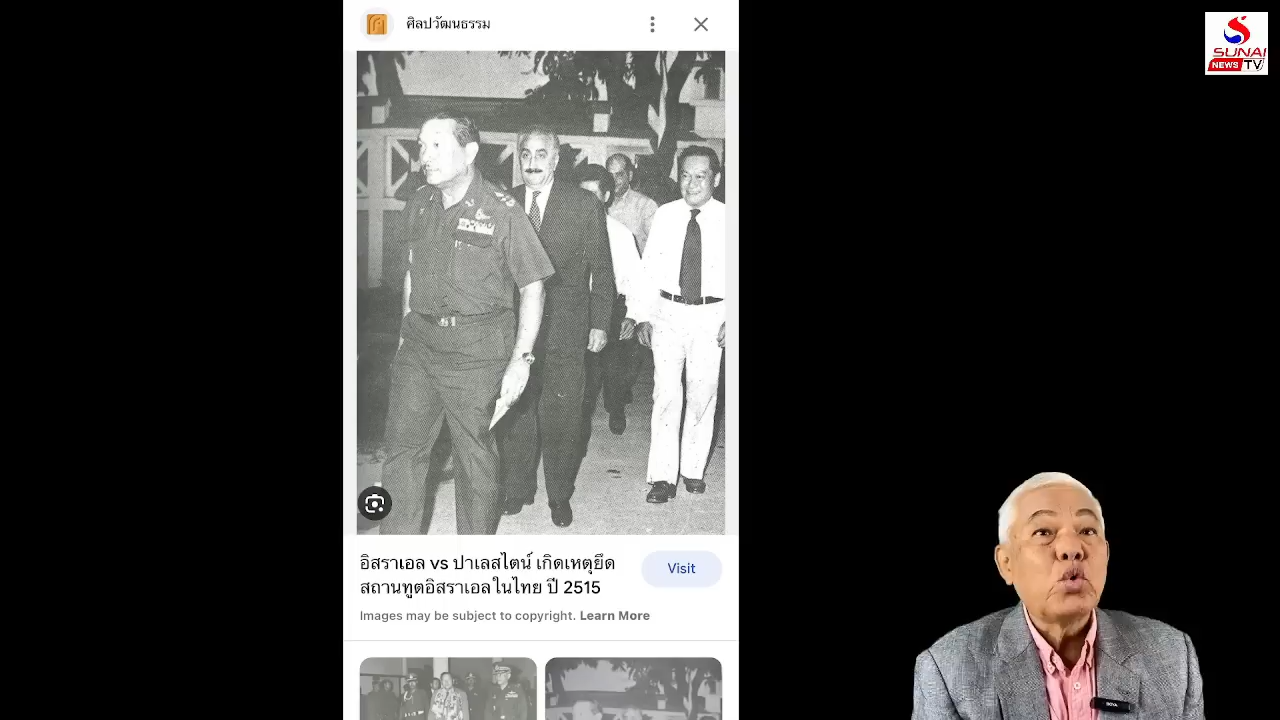 ศิลปวัฒนธรรม
SUNAI
NEWS TV
อิสราเอล vs ปาเลสไตน์ เกิดเหตุยึด
สถานทูตอิสราเอลในไทย ปี 2515
Visit
Images may be subject to copyright. Learn More
BOYA